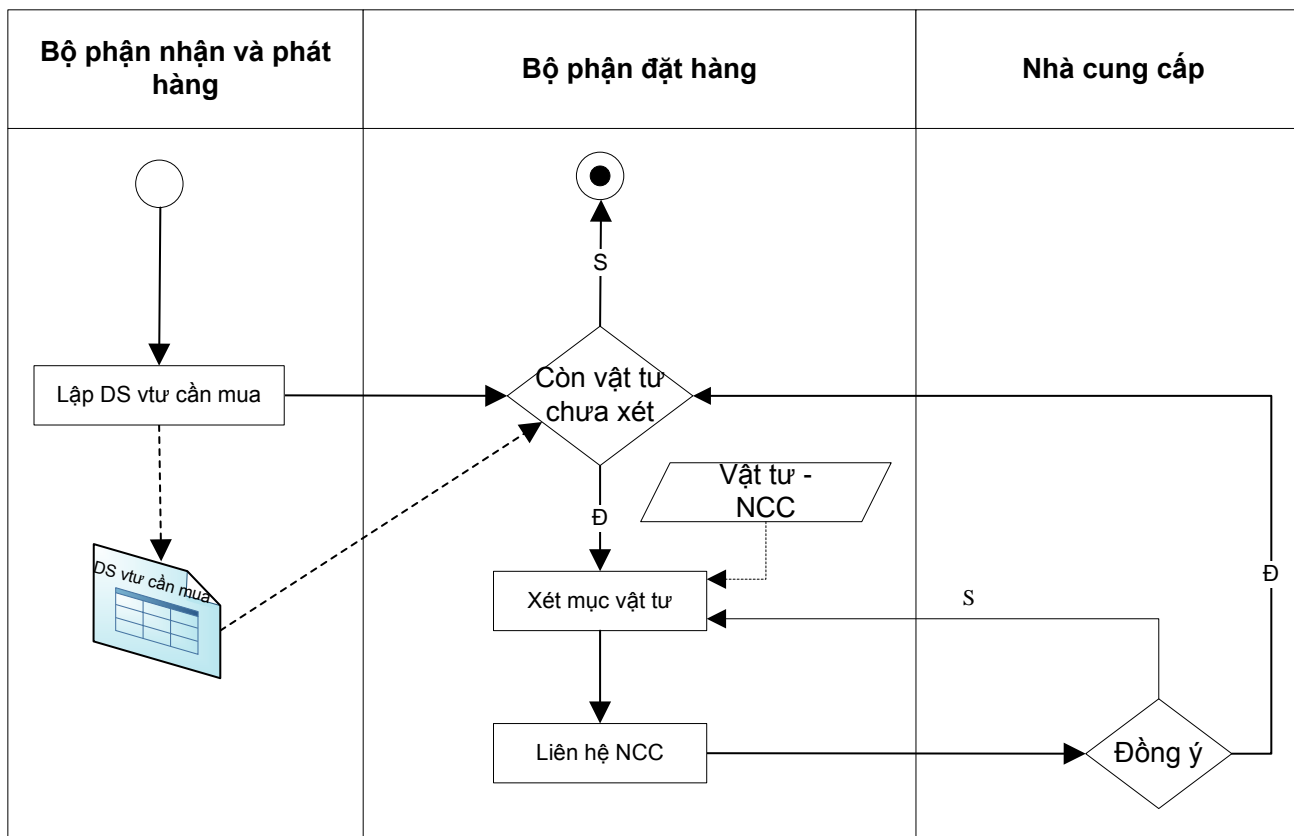 Bộ phận nhận và phát
hàng
Bộ phận đặt hàng
Nhà cung cấp
S
Lập DS vtư cần mua
Còn vật tư
chưa xét
Vật tư -
NCC
Đ
DS vtư cần mua
Xét mục vật tư
S
Đ
Liên hệ NCC
Đồng ý